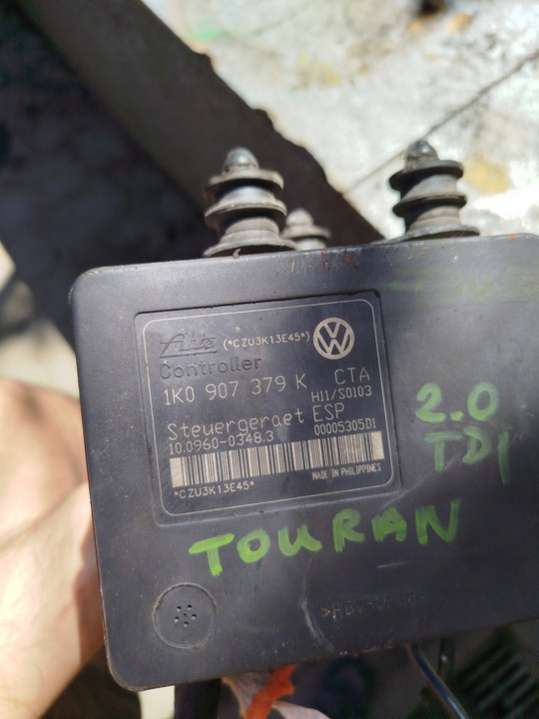 Ate (*CZU3K13E45*)
Controller
1K0 907 379 K CTA
H11/S0103
Steuergeraet ESP
10.0960-0348.3 00005305D1
MADE IN PHILIPPINES
*CZU3K13E45*
2.0
TDI
TOURAN